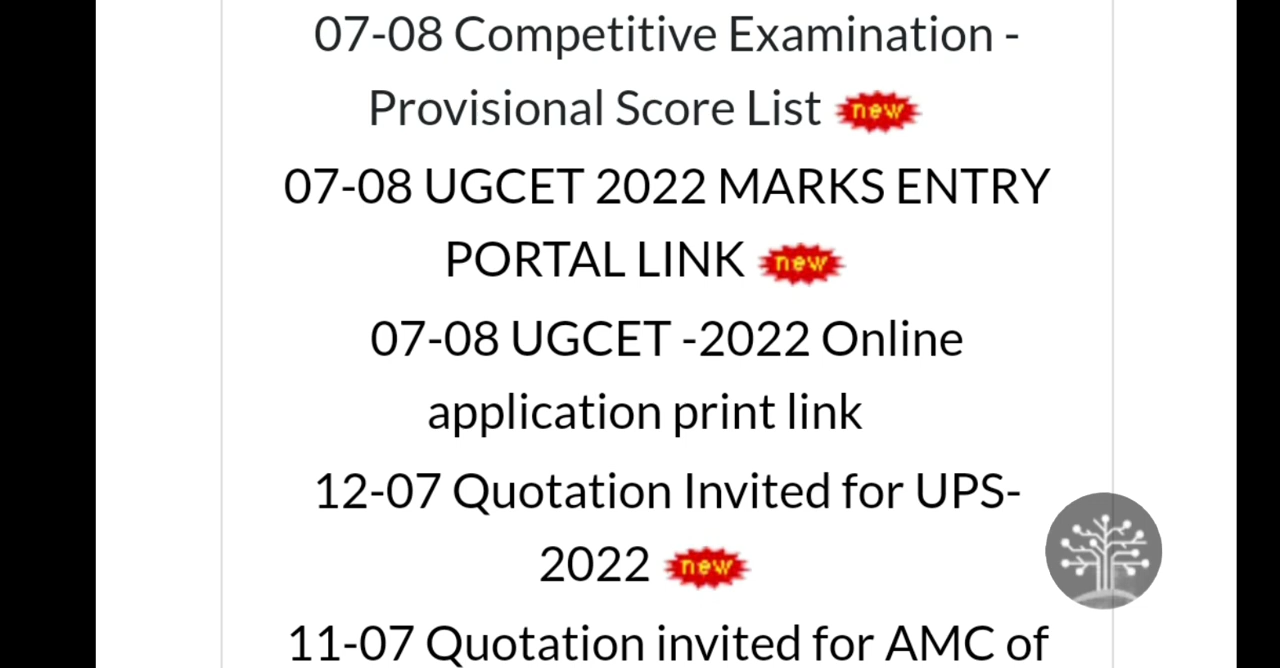 07-08 Competitive Examination -
Provisional Score List new
07-08 UGCET 2022 MARKS ENTRY
PORTAL LINK new
07-08 UGCET -2022 Online
application print link
12-07 Quotation Invited for UPS-
2022 new
11-07 Quotation invited for AMC of